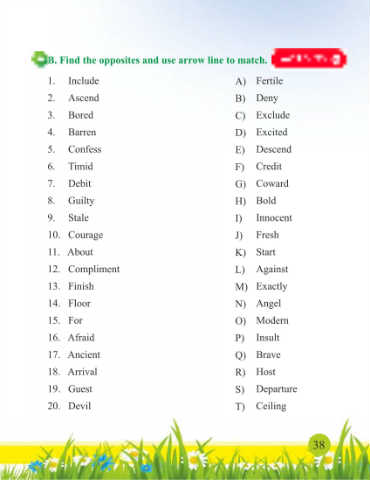 B. Find the opposites and use arrow line to match.
1. Include A) Fertile
2. Ascend B) Deny
3. Bored C) Exclude
4. Barren D) Excited
5. Confess E) Descend
6. Timid F) Credit
7. Debit G) Coward
8. Guilty H) Bold
9. Stale I) Innocent
10. Courage J) Fresh
11. About K) Start
12. Compliment L) Against
13. Finish M) Exactly
14. Floor N) Angel
15. For O) Modern
16. Afraid P) Insult
17. Ancient Q) Brave
18. Arrival R) Host
19. Guest S) Departure
20. Devil T) Ceiling
38